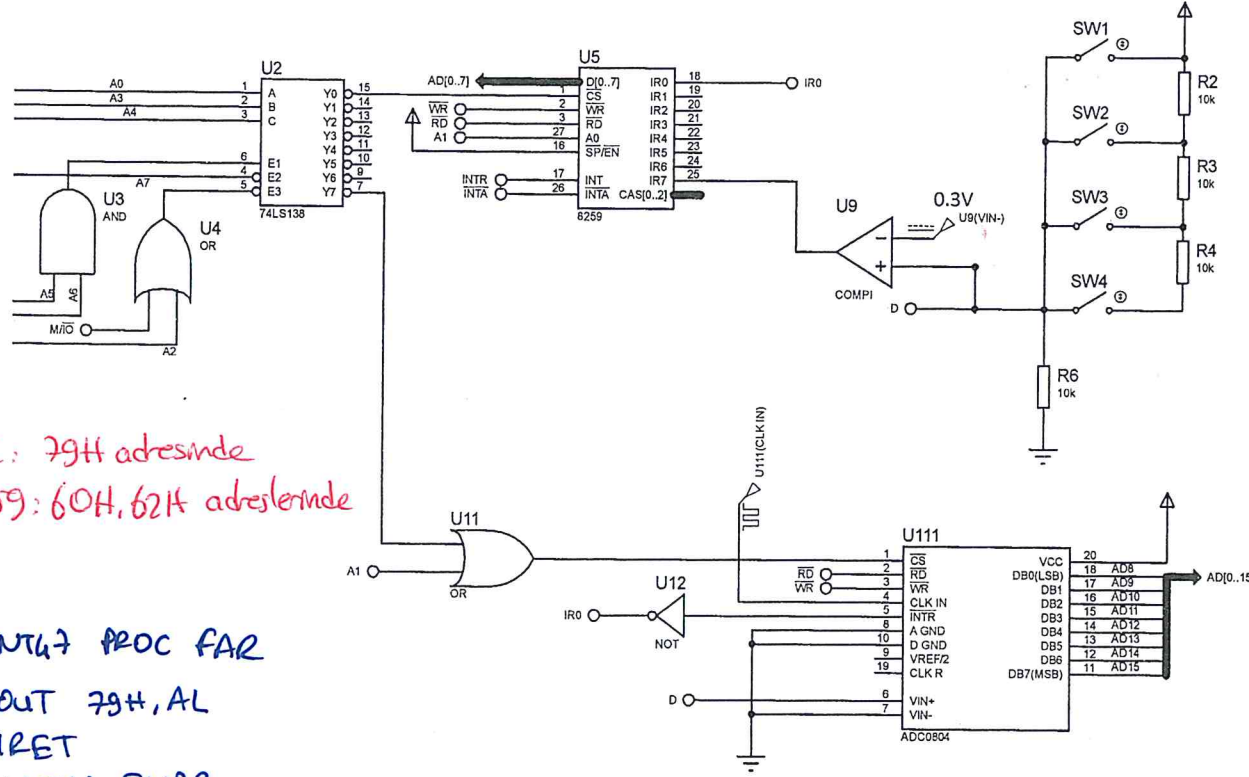 A0
A3
A4
U2
1 A
2 B
3 C
6 E1
4 E2
5 E3
Y0 15
Y1 14
Y2 13
Y3 12
Y4 11
Y5 10
Y6 9
Y7 7
74LS138
A7
U3
AND
U4
OR
A5
A6
M/IO
A2
U5
AD[0..7]
D[0..7]
1 CS
WR 2 WR
RD 3 RD
A1 27 A0
16 SP/EN
INTR 17 INT
INTA 26 INTA
IR0 18
IR0
IR1 19
IR2 20
IR3 21
IR4 22
IR5 23
IR6 24
IR7 25
CAS[0..2]
8259
U9
0.3V
U9(VIN-)
−
+
COMPI
D
SW1
SW2
SW3
SW4
R2
10k
R3
10k
R4
10k
R6
10k
: 79H adresinde
59: 60H, 62H adreslerinde
U11
A1
OR
U12
IR0
NOT
U111(CLK IN)
U111
1 CS
RD 2 RD
WR 3 WR
4 CLK IN
5 INTR
8 A GND
10 D GND
9 VREF/2
19 CLK R
D 6 VIN+
7 VIN-
VCC 20
DB0(LSB) 18 AD8
DB1 17 AD9
DB2 16 AD10
DB3 15 AD11
DB4 14 AD12
DB5 13 AD13
DB6 12 AD14
DB7(MSB) 11 AD15
AD[0..15
ADC0804
NT47 PROC FAR
OUT 79H, AL
IRET